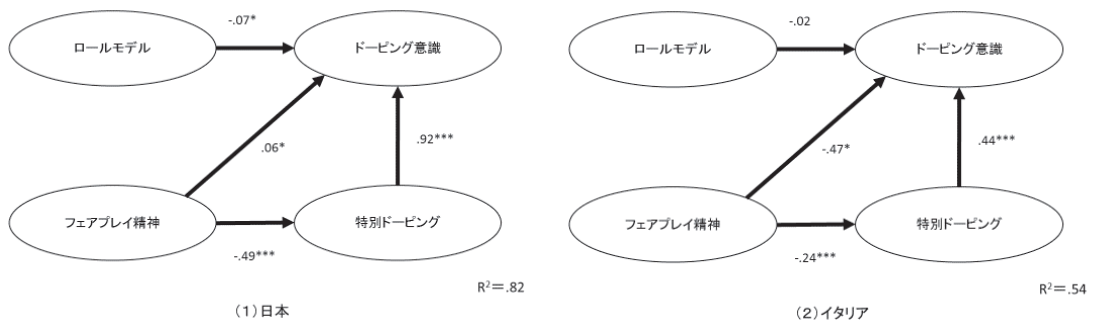 -.07*
ロールモデル
ドーピング意識
.06*
.92***
フェアプレイ精神
特別ドーピング
-.49***
R²=.82
(1)日本
-.02
ロールモデル
ドーピング意識
-.47*
.44***
フェアプレイ精神
特別ドーピング
-.24***
R²=.54
(2)イタリア